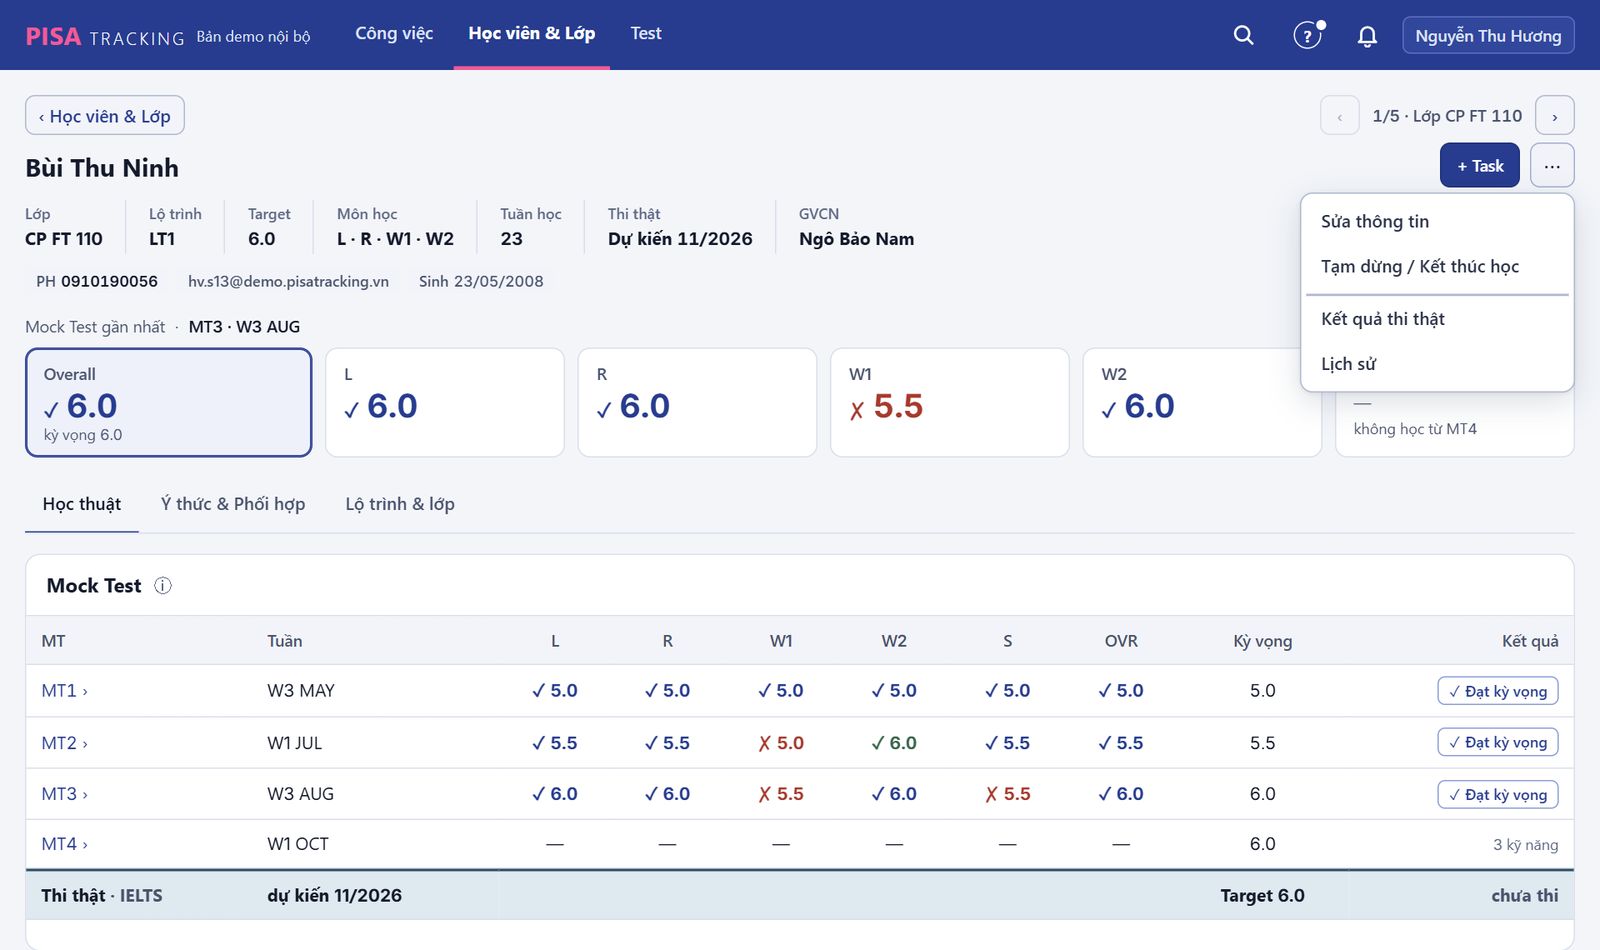 PISA TRACKING Bản demo nội bộ Công việc Học viên & Lớp Test ? Nguyễn Thu Hương
‹ Học viên & Lớp ‹ 1/5 · Lớp CP FT 110 ›
Bùi Thu Ninh + Task ...
Lớp Lộ trình Target Môn học Tuần học Thi thật GVCN
CP FT 110 LT1 6.0 L · R · W1 · W2 23 Dự kiến 11/2026 Ngô Bảo Nam
PH 0910190056 hv.s13@demo.pisatracking.vn Sinh 23/05/2008
Sửa thông tin
Tạm dừng / Kết thúc học
Kết quả thi thật
Lịch sử
Mock Test gần nhất · MT3 · W3 AUG
Overall L R W1 W2
✓ 6.0 ✓ 6.0 ✓ 6.0 ✗ 5.5 ✓ 6.0 —
kỳ vọng 6.0 không học từ MT4
Học thuật Ý thức & Phối hợp Lộ trình & lớp
Mock Test ⓘ
MT Tuần L R W1 W2 S OVR Kỳ vọng Kết quả
MT1 › W3 MAY ✓ 5.0 ✓ 5.0 ✓ 5.0 ✓ 5.0 ✓ 5.0 ✓ 5.0 5.0 ✓ Đạt kỳ vọng
MT2 › W1 JUL ✓ 5.5 ✓ 5.5 ✗ 5.0 ✓ 6.0 ✓ 5.5 ✓ 5.5 5.5 ✓ Đạt kỳ vọng
MT3 › W3 AUG ✓ 6.0 ✓ 6.0 ✗ 5.5 ✓ 6.0 ✗ 5.5 ✓ 6.0 6.0 ✓ Đạt kỳ vọng
MT4 › W1 OCT — — — — — — 6.0 3 kỹ năng
Thi thật · IELTS dự kiến 11/2026 Target 6.0 chưa thi